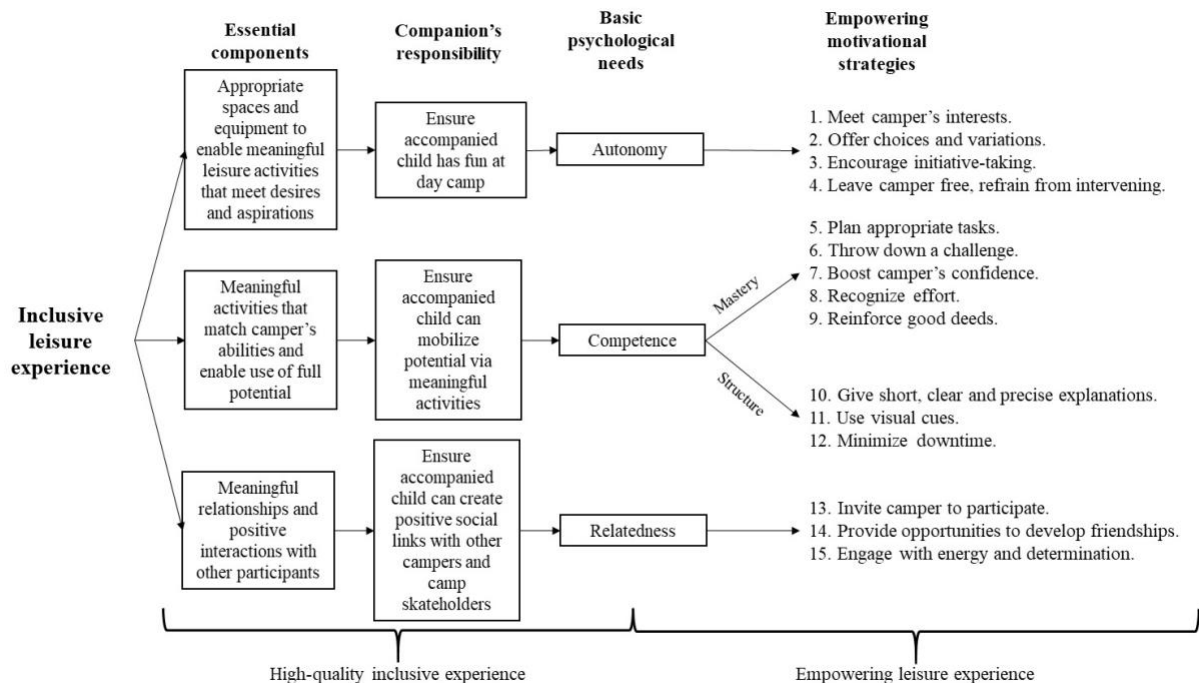 Essential
components
Companion's
responsibility
Basic
psychological
needs
Empowering
motivational
strategies
Inclusive
leisure
experience
Appropriate
spaces and
equipment to
enable meaningful
leisure activities
that meet desires
and aspirations
Ensure
accompanied
child has fun at
day camp
Autonomy
1. Meet camper's interests.
2. Offer choices and variations.
3. Encourage initiative-taking.
4. Leave camper free, refrain from intervening.
Meaningful
activities that
match camper's
abilities and
enable use of full
potential
Ensure
accompanied
child can
mobilize
potential via
meaningful
activities
Competence
Mastery
5. Plan appropriate tasks.
6. Throw down a challenge.
7. Boost camper's confidence.
8. Recognize effort.
9. Reinforce good deeds.
Structure
10. Give short, clear and precise explanations.
11. Use visual cues.
12. Minimize downtime.
Meaningful
relationships and
positive
interactions with
other participants
Ensure
accompanied
child can create
positive social
links with other
campers and
camp
skateholders
Relatedness
13. Invite camper to participate.
14. Provide opportunities to develop friendships.
15. Engage with energy and determination.
High-quality inclusive experience
Empowering leisure experience